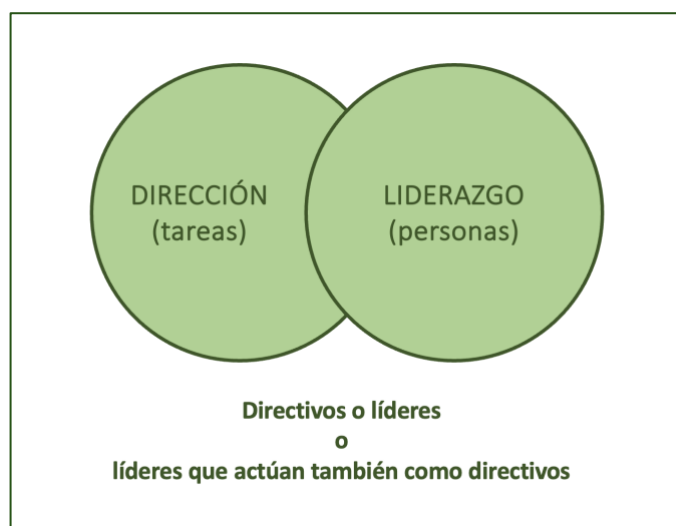 DIRECCIÓN
(tareas)
LIDERAZGO
(personas)
Directivos o líderes
o
líderes que actúan también como directivos